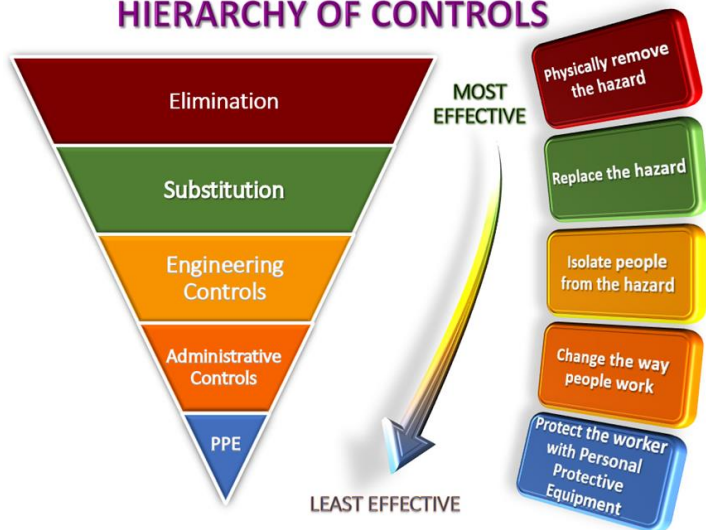 HIERARCHY OF CONTROLS
Elimination
Substitution
Engineering
Controls
Administrative
Controls
PPE
MOST
EFFECTIVE
LEAST EFFECTIVE
Physically remove
the hazard
Replace the hazard
Isolate people
from the hazard
Change the way
people work
Protect the worker
with Personal
Protective
Equipment